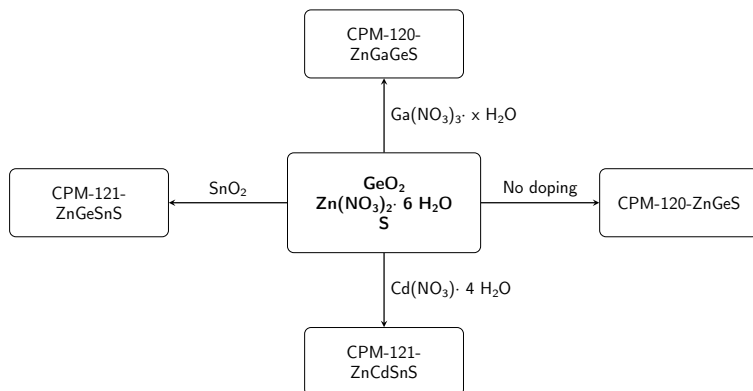 CPM-120-
ZnGaGeS
Ga(NO₃)₃· x H₂O
CPM-121-
ZnGeSnS
SnO₂
GeO₂
Zn(NO₃)₂· 6 H₂O
S
No doping
CPM-120-ZnGeS
Cd(NO₃)· 4 H₂O
CPM-121-
ZnCdSnS